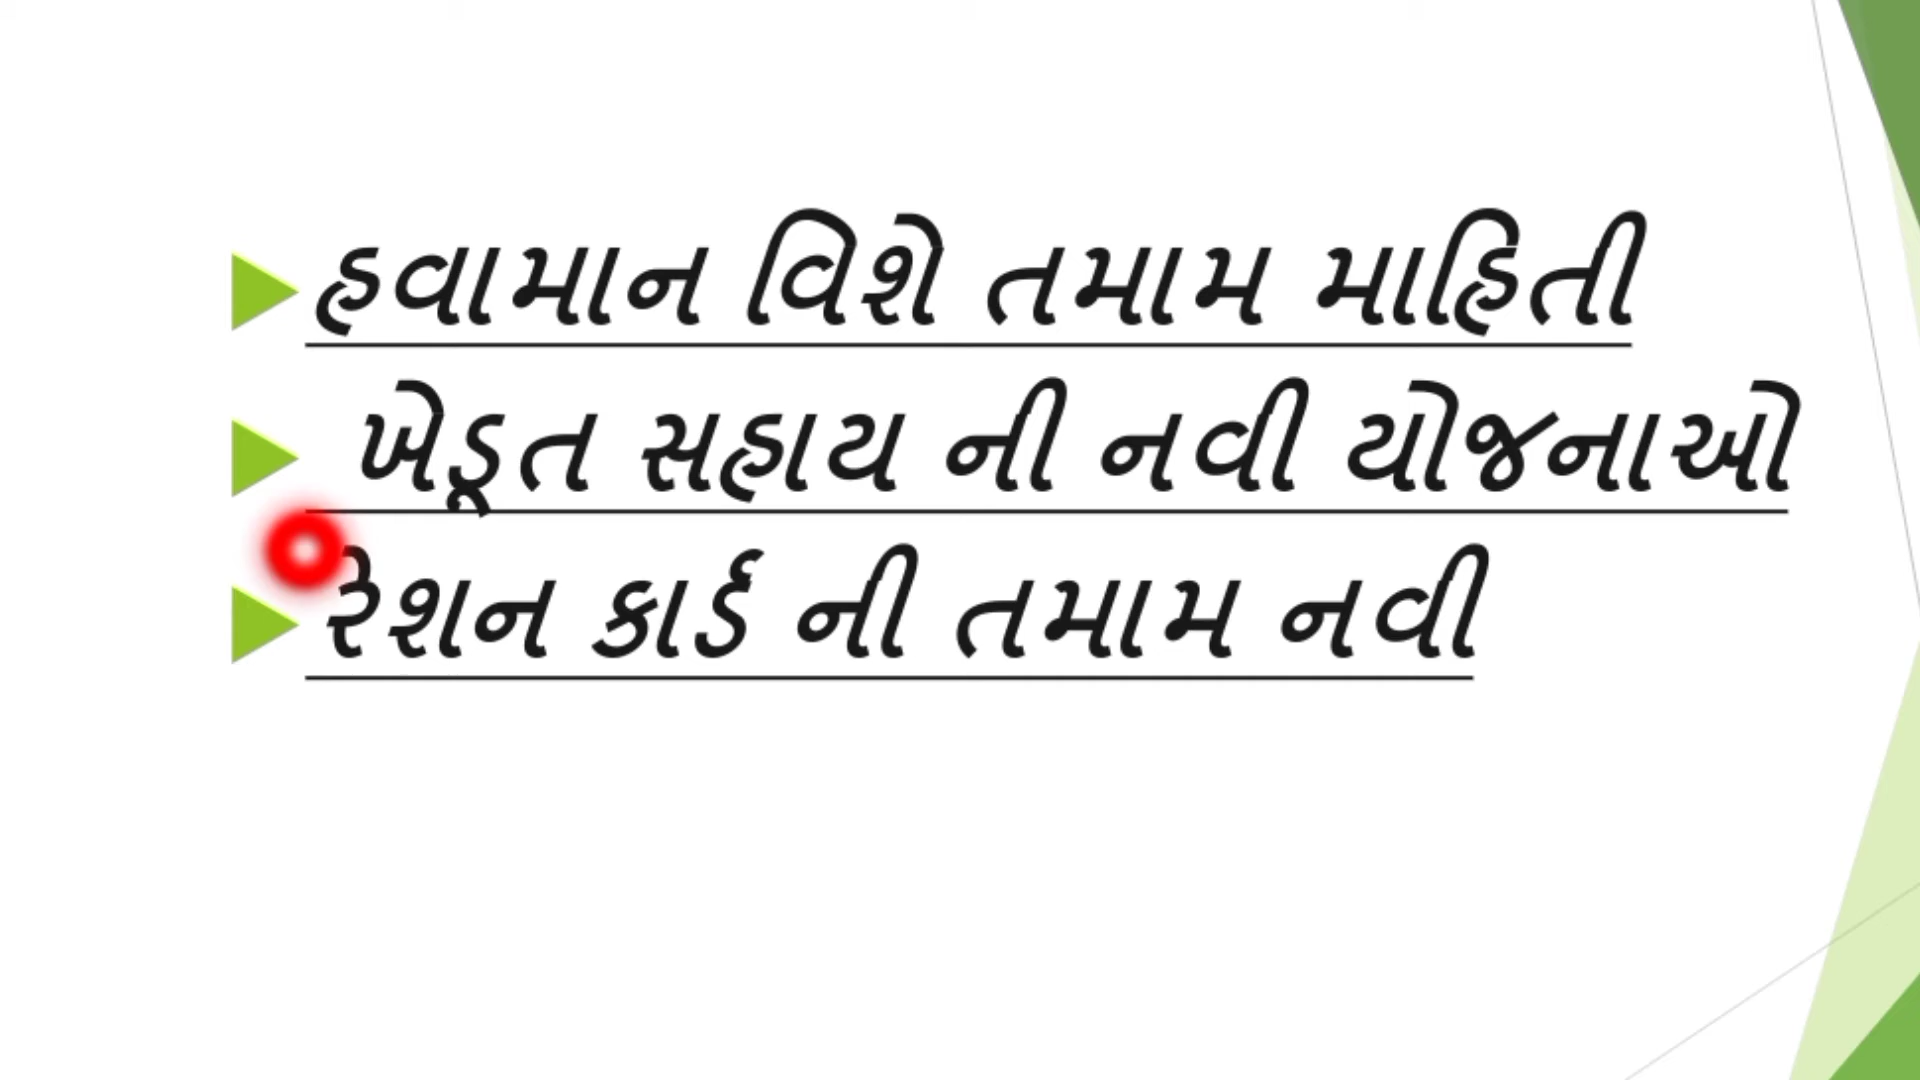 હવામાન વિશે તમામ માહિતી
ખેડૂત સહાય ની નવી યોજનાઓ
રેશન કાર્ડ ની તમામ નવી